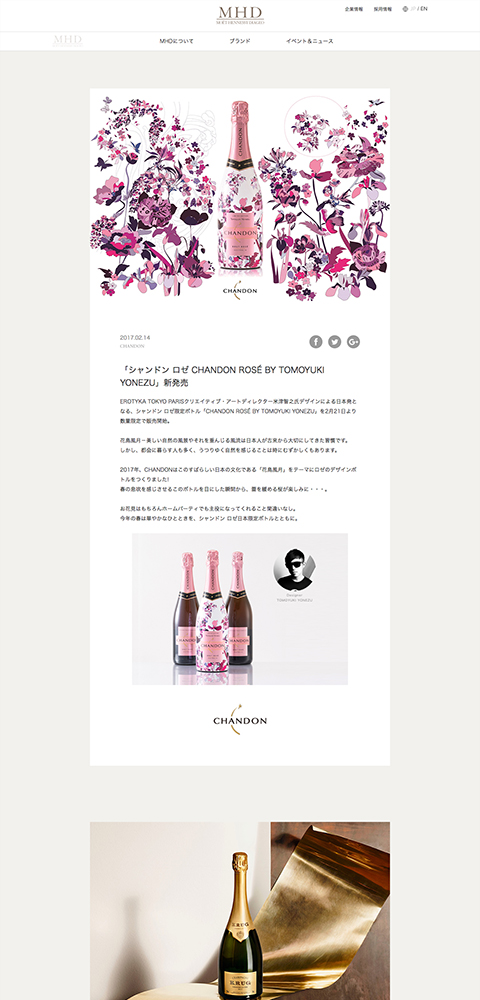 MHD
MOËT HENNESSY DIAGEO
企業情報 採用情報 JP / EN
MHD
MHDについて ブランド イベント＆ニュース
CHANDON
CHANDON
CHANDON
2017.02.14
CHANDON
「シャンドン ロゼ CHANDON ROSÉ BY TOMOYUKI
YONEZU」新発売
EROTYKA TOKYO PARISクリエイティブ・アートディレクター米津智之氏デザインによる日本発と
なる、シャンドン ロゼ限定ボトル「CHANDON ROSÉ BY TOMOYUKI YONEZU」を2月21日より
数量限定で販売開始。
花鳥風月－美しい自然の風景やそれを重んじる風流は日本人が古来から大切にしてきた習慣です。
しかし、都会に暮らす人も多く、うつりゆく自然を感じることは時にむずかしくもあります。
2017年、CHANDONはこのすばらしい日本の文化である「花鳥風月」をテーマにロゼのデザインボ
トルをつくりました!
春の息吹を感じさせるこのボトルを目にした瞬間から、蕾を緩める桜が楽しみに・・・。
お花見はもちろんホームパーティでも主役になってくれること間違いなし。
今年の春は華やかなひとときを、シャンドン ロゼ日本限定ボトルとともに。
Designer
TOMOYUKI YONEZU
CHANDON
CHANDON
CHANDON
CHANDON
KRUG